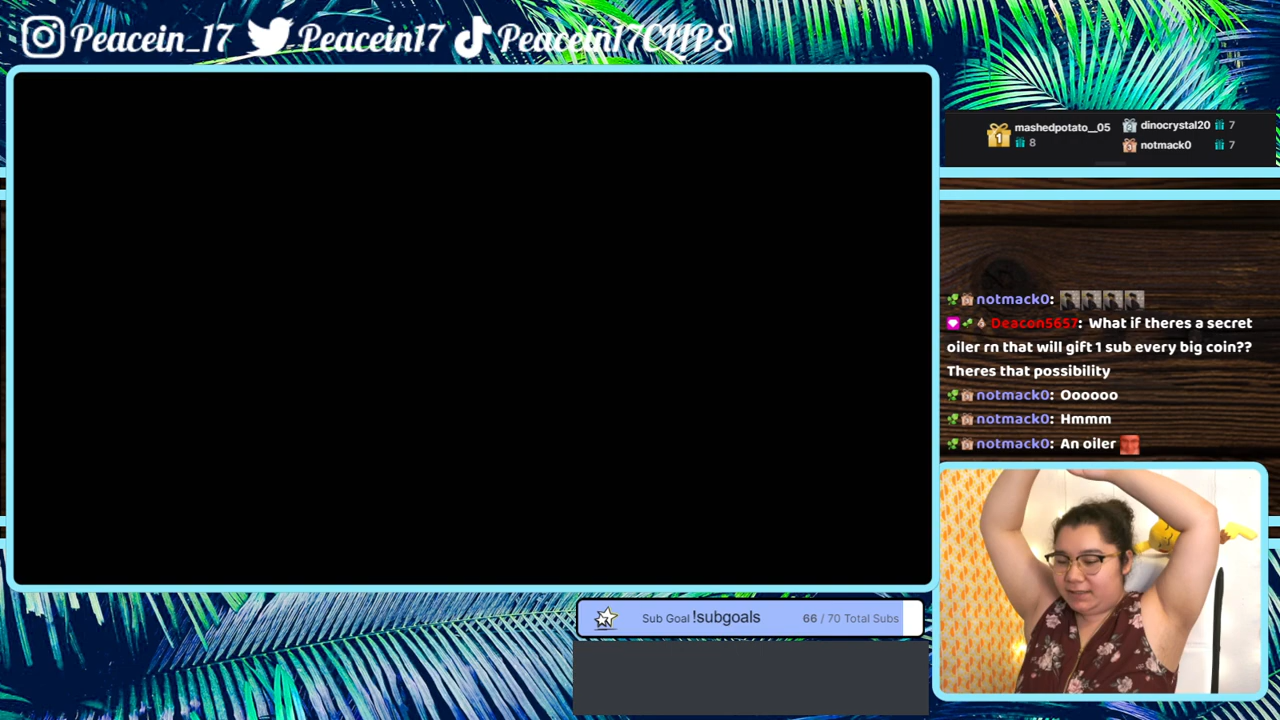 Peacein_17 Peacein17 Peacein17ClIPS
mashedpotato__05
8
dinocrystal20 7
notmack0 7
notmack0:
Deacon5657: What if theres a secret
oiler rn that will gift 1 sub every big coin??
Theres that possibility
notmack0: Oooooo
notmack0: Hmmm
notmack0: An oiler
Sub Goal !subgoals 66 / 70 Total Subs